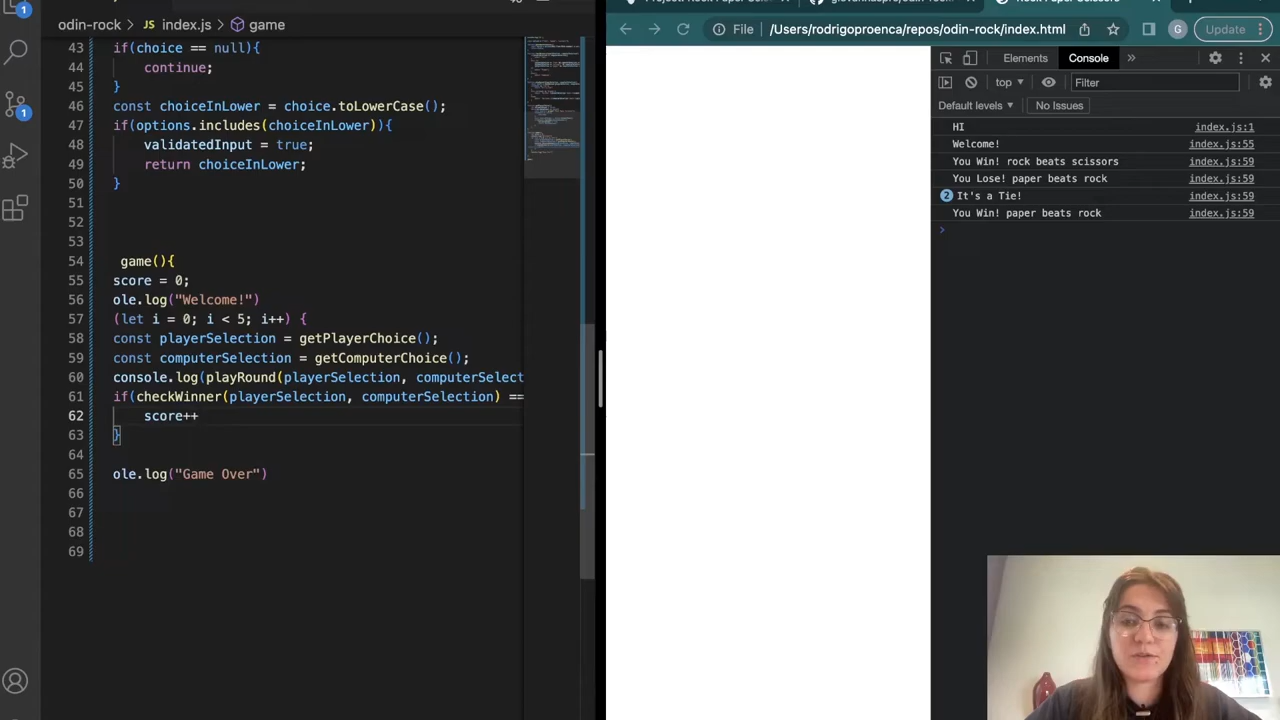 odin-rock > JS index.js > game
43 if(choice == null){
44 continue;
45 }
46 const choiceInLower = choice.toLowerCase();
47 options.includes(choiceInLower)){
48 validatedInput = true;
49 return choiceInLower;
50 }
51
52
53
54 game(){
55 score = 0;
56 ole.log("Welcome!")
57 (let i = 0; i < 5; i++) {
58 const playerSelection = getPlayerChoice();
59 const computerSelection = getComputerChoice();
60 console.log(playRound(playerSelection, computerSelect
61 if(checkWinner(playerSelection, computerSelection) ==
62 score++
63 }
64
65 ole.log("Game Over")
66
67
68
69
1
2
File /Users/rodrigoproenca/repos/odin-rock/index.html
G Update
Elements Console »
top Filter
Default levels No Issues
HI index.js:1
Welcome! index.js:55
You Win! rock beats scissors index.js:59
You Lose! paper beats rock index.js:59
2 It's a Tie! index.js:59
You Win! paper beats rock index.js:59
>